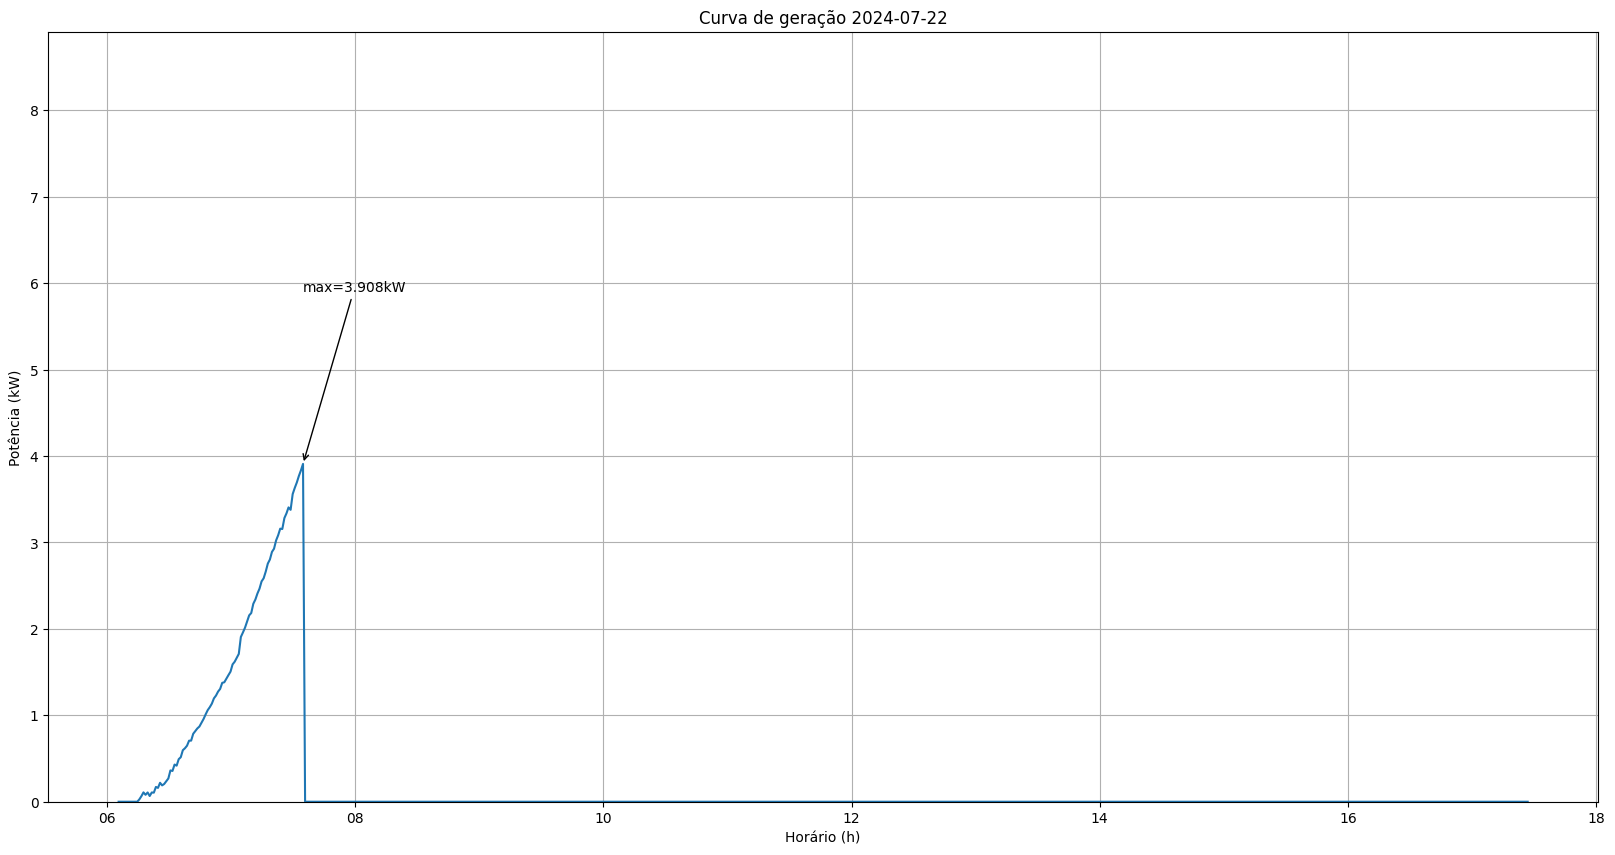 Curva de geração 2024-07-22
8
7
6
max=3.908kW
5
Potência (kW)
4
3
2
1
0
06 08 10 12 14 16 18
Horário (h)